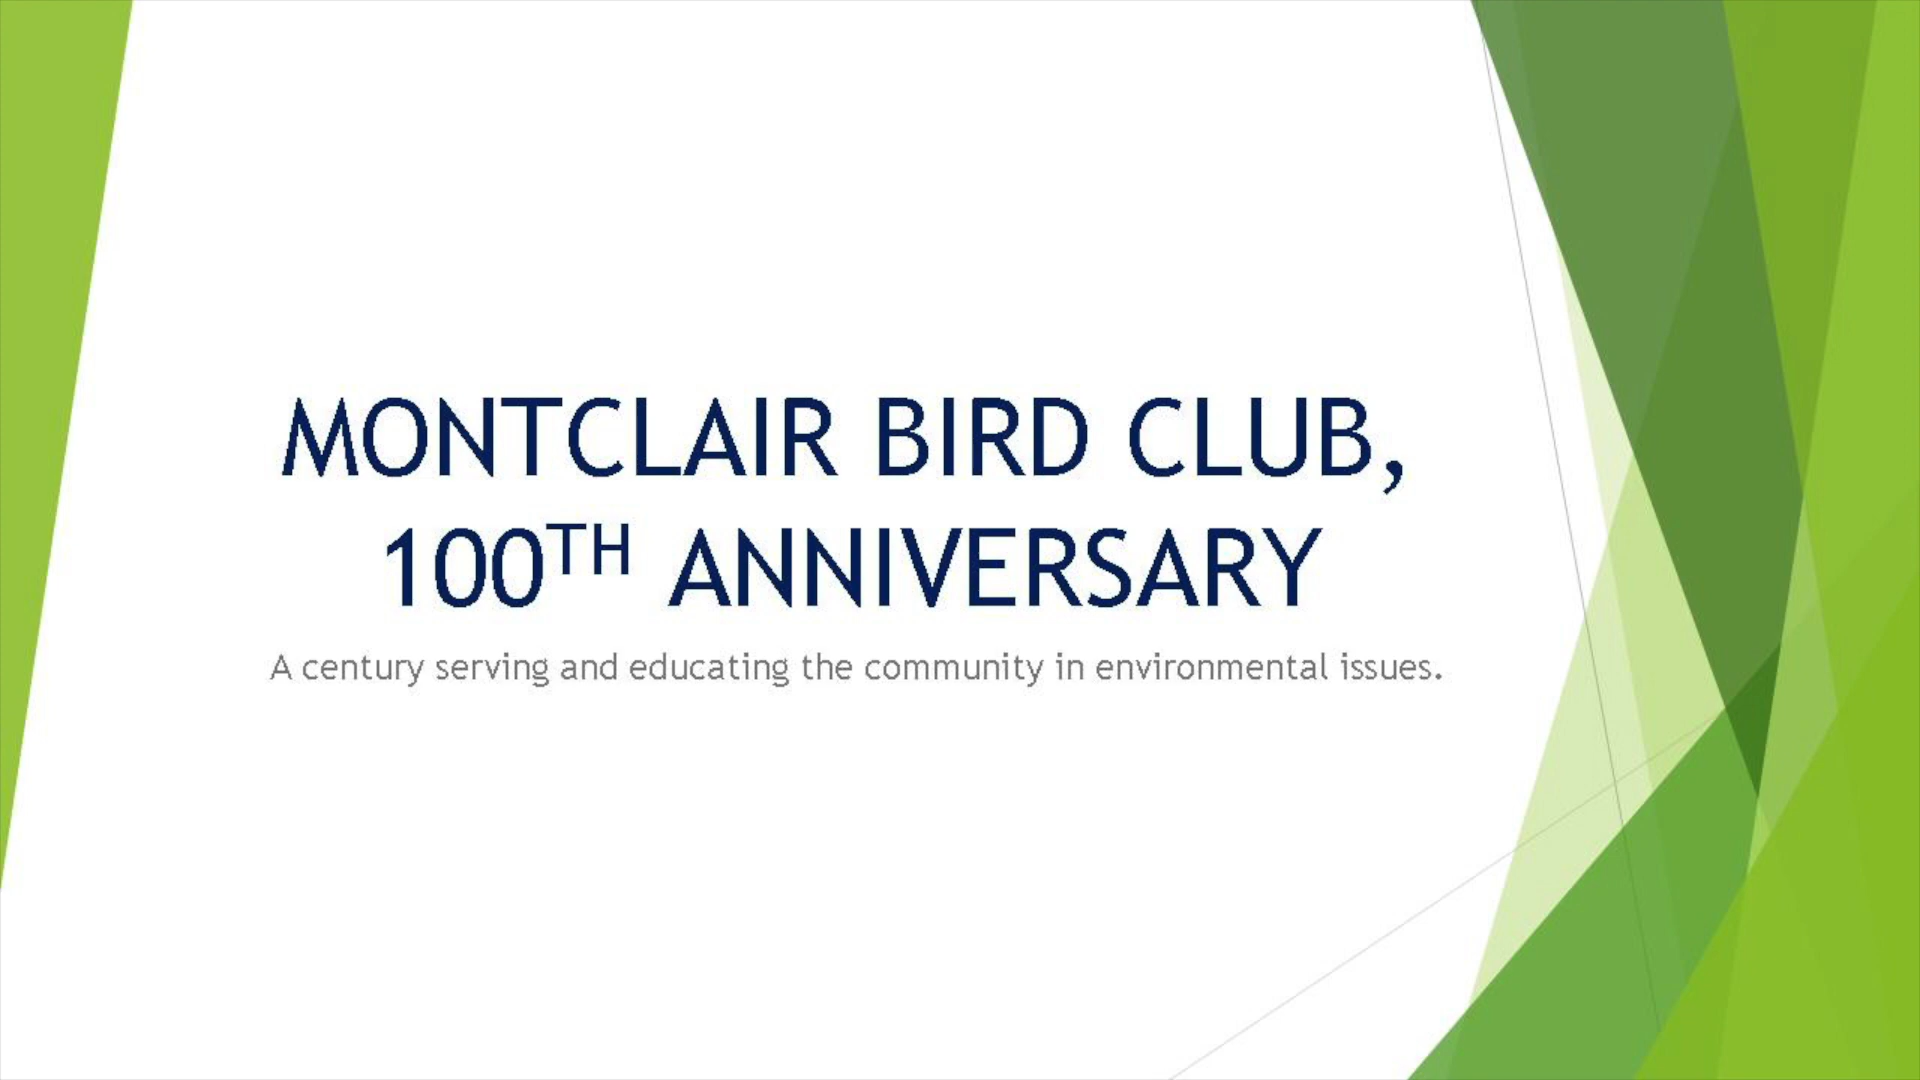 MONTCLAIR BIRD CLUB,
100TH ANNIVERSARY
A century serving and educating the community in environmental issues.